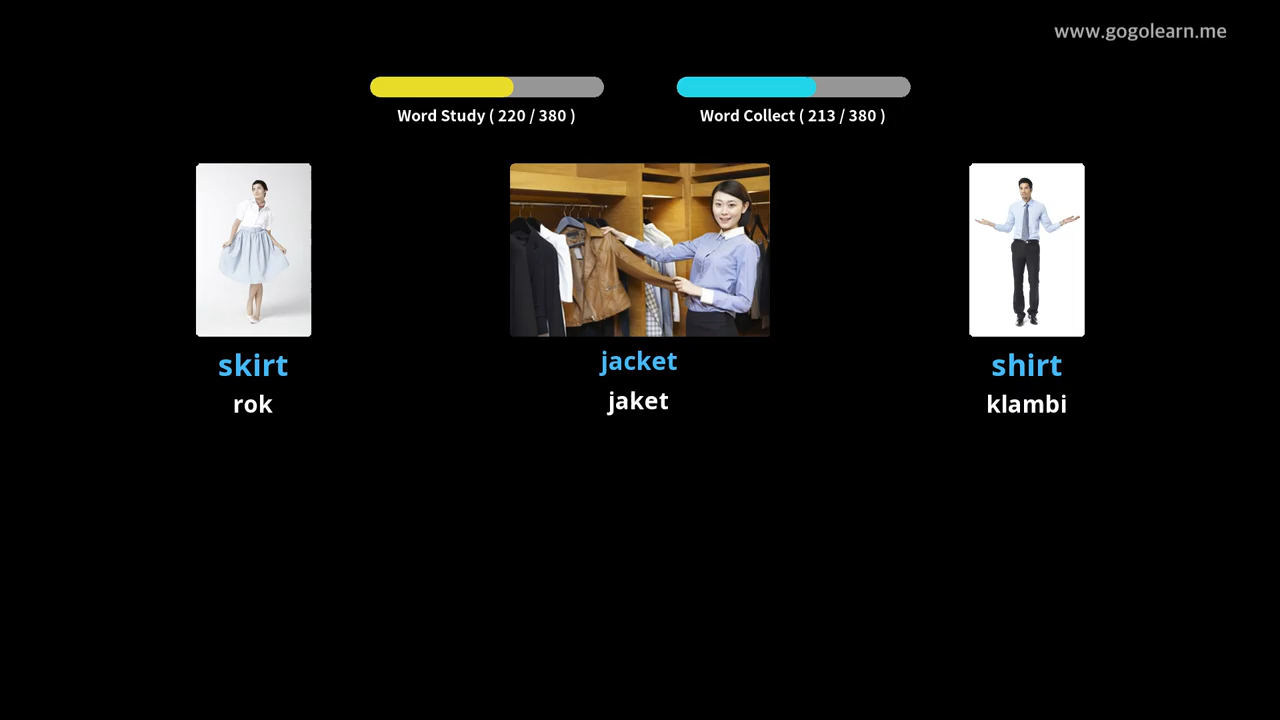 www.gogolearn.me
Word Study ( 220 / 380 )
Word Collect ( 213 / 380 )
skirt
rok
jacket
jaket
shirt
klambi